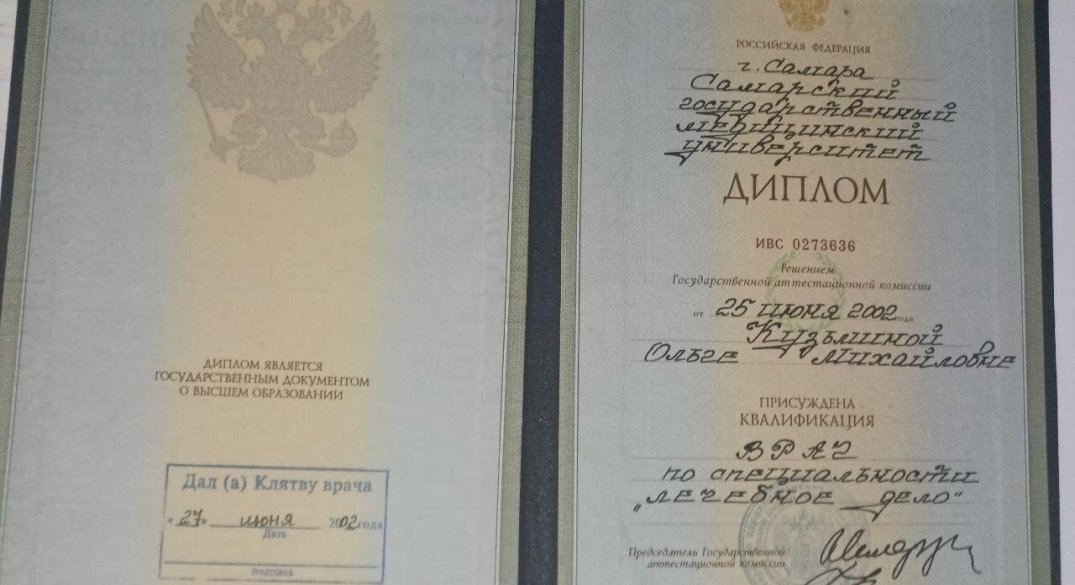 ДИПЛОМ ЯВЛЯЕТСЯ
ГОСУДАРСТВЕННЫМ ДОКУМЕНТОМ
О ВЫСШЕМ ОБРАЗОВАНИИ
Дал (а) Клятву врача
"27" июня 2002 года
Дата
подпись
РОССИЙСКАЯ ФЕДЕРАЦИЯ
г. Самара
Самарский
государственный
медицинский
университет
ДИПЛОМ
ИВС 0273636
Решением
Государственной аттестационной комиссии
от 25 июня 2002 года
Кузьминой
Ольге Михайловне
ПРИСУЖДЕНА
КВАЛИФИКАЦИЯ
ВРАЧ
по специальности
„лечебное дело"
Председатель Государственной
аттестационной комиссии